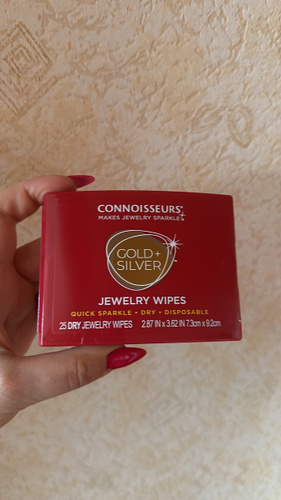 CONNOISSEURS®
MAKES JEWELRY SPARKLE
GOLD+
SILVER
JEWELRY WIPES
QUICK SPARKLE • DRY • DISPOSABLE
25 DRY JEWELRY WIPES 2.87 IN x 3.62 IN 7.3cm x 9.2cm